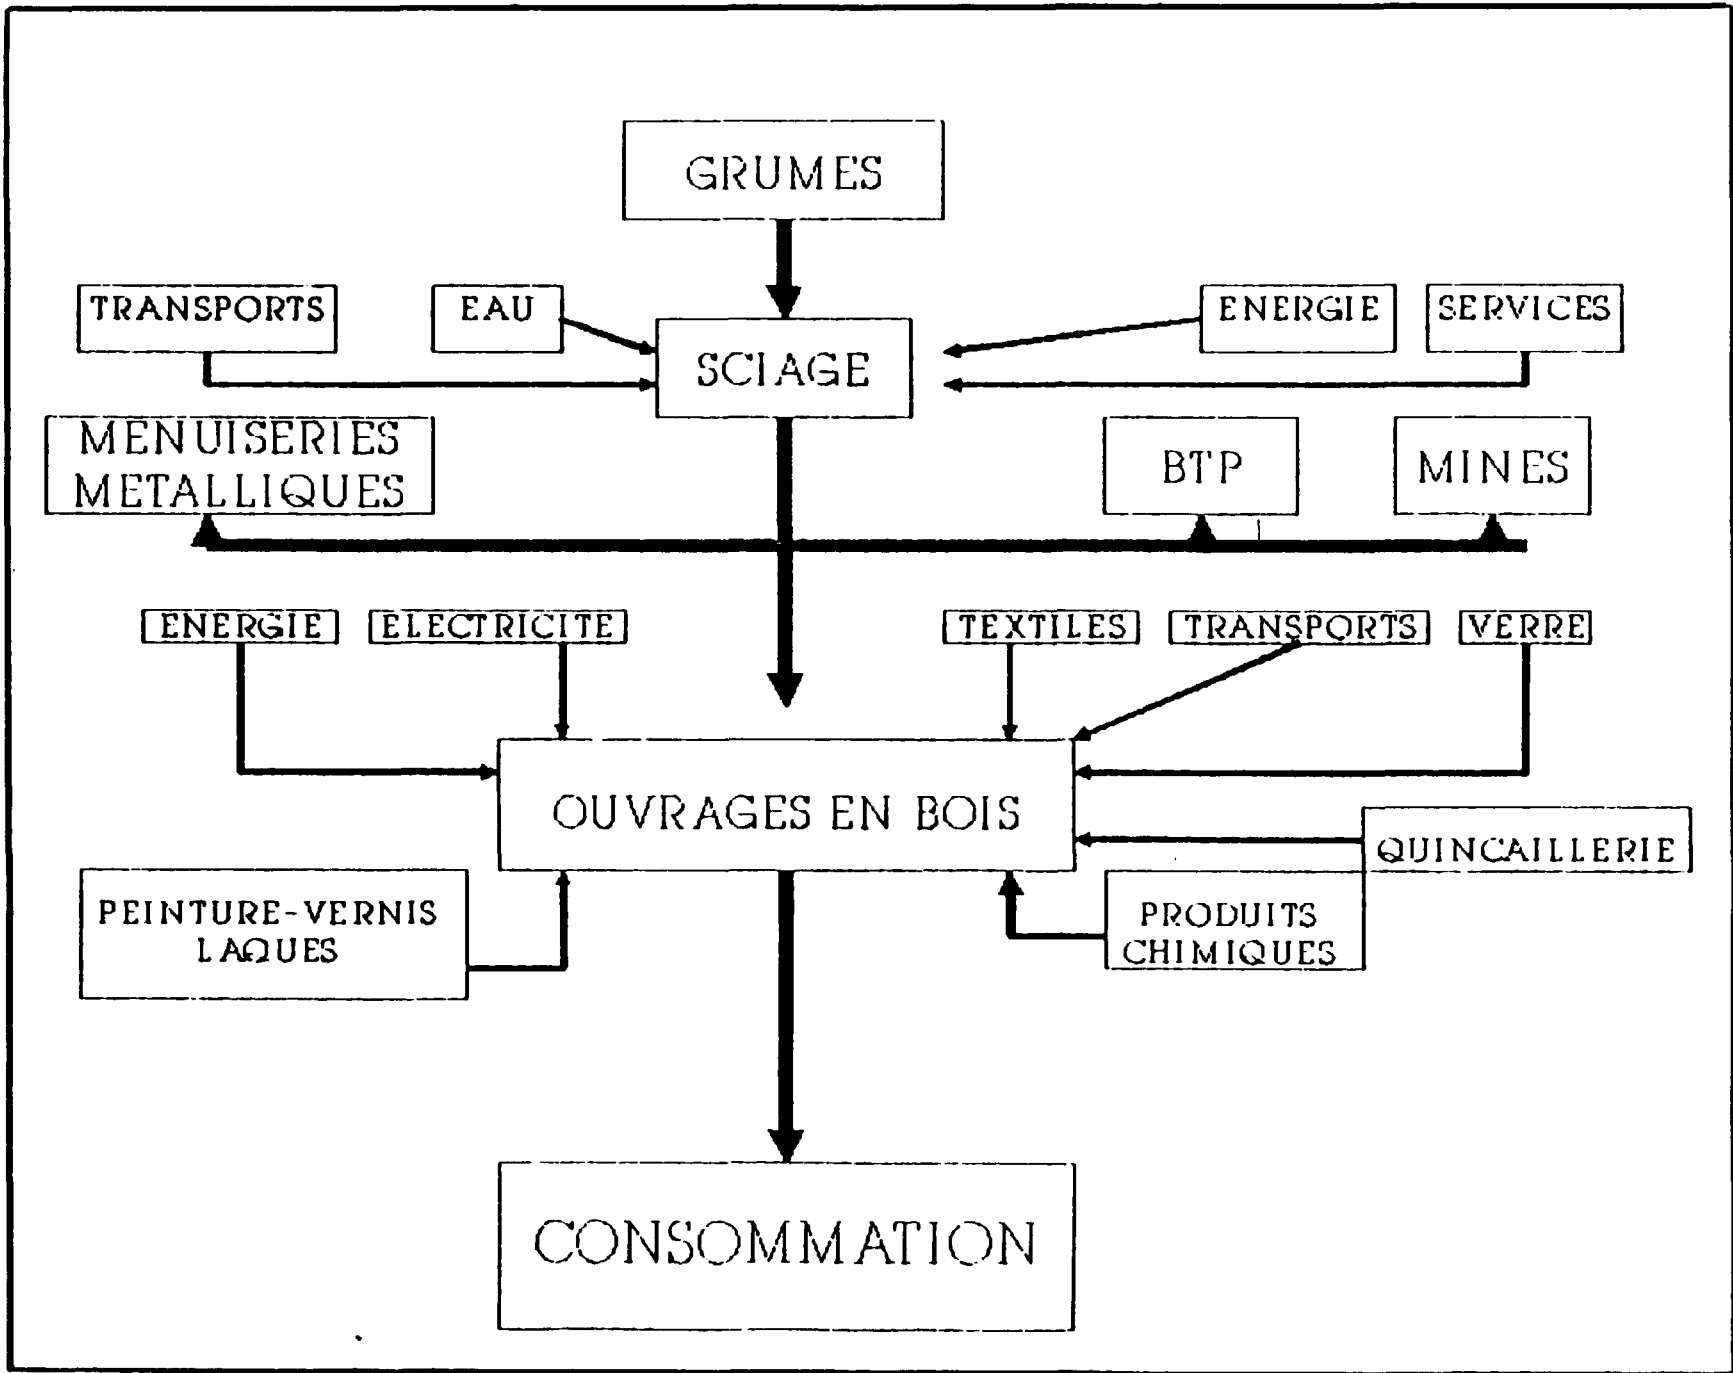 GRUMES
TRANSPORTS
EAU
ENERGIE
SERVICES
SCIAGE
MENUISERIES
METALLIQUES
BTP
MINES
ENERGIE
ELECTRICITE
TEXTILES
TRANSPORTS
VERRE
OUVRAGES EN BOIS
QUINCAILLERIE
PEINTURE-VERNIS
LAQUES
PRODUITS
CHIMIQUES
CONSOMMATION